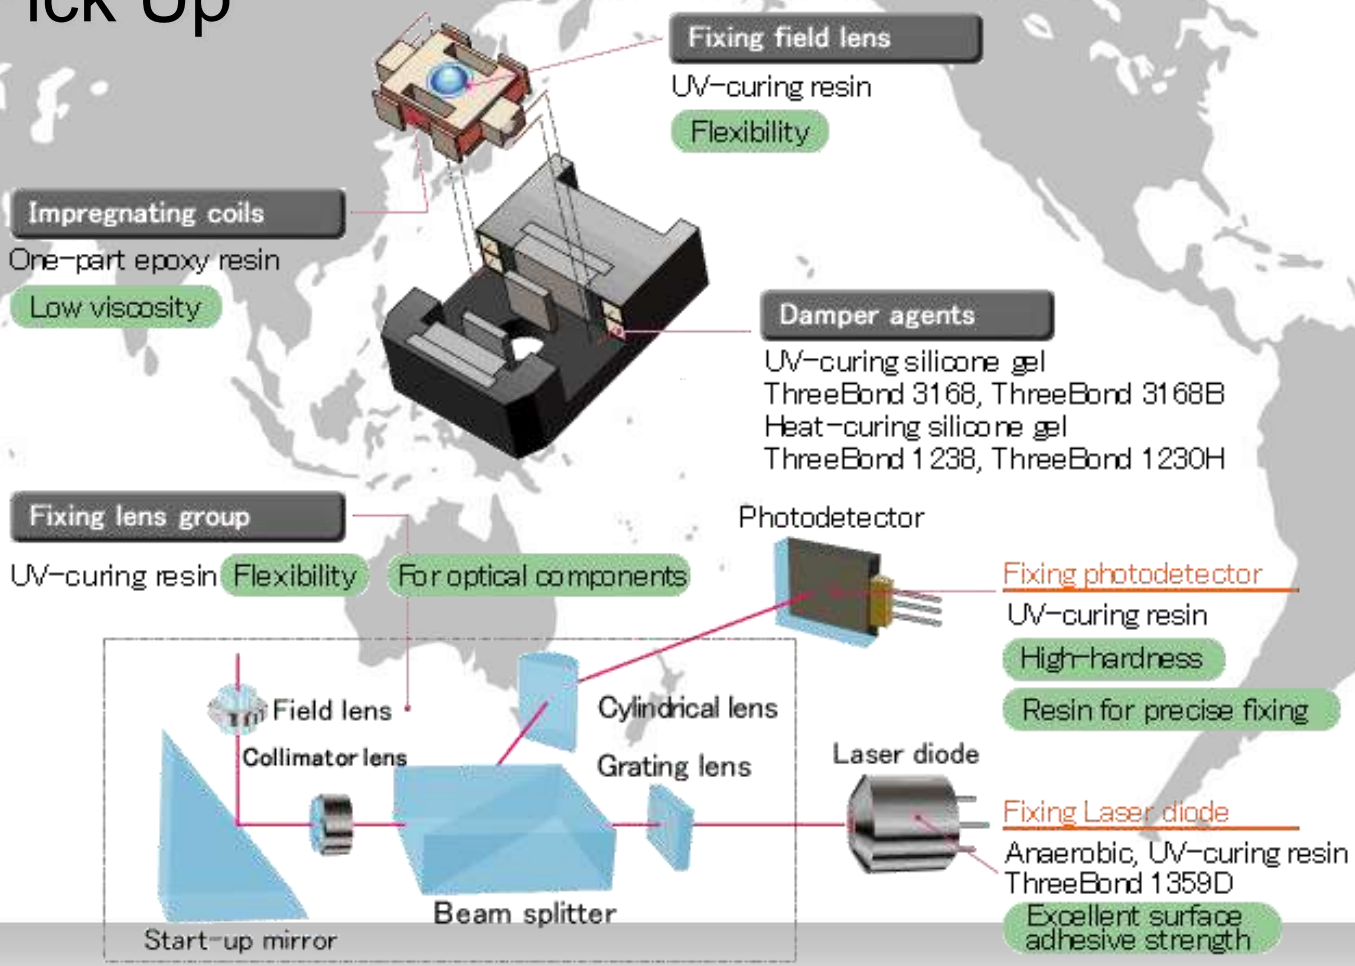 ick Up
Fixing field lens
UV-curing resin
Flexibility
Impregnating coils
One-part epoxy resin
Low viscosity
Damper agents
UV-curing silicone gel
ThreeBond 3168, ThreeBond 3168B
Heat-curing silicone gel
ThreeBond 1238, ThreeBond 1230H
Fixing lens group
UV-curing resin Flexibility For optical components
Photodetector
Fixing photodetector
UV-curing resin
High-hardness
Resin for precise fixing
Field lens
Cylindrical lens
Collimator lens
Grating lens
Laser diode
Fixing Laser diode
Anaerobic, UV-curing resin
ThreeBond 1359D
Excellent surface
adhesive strength
Beam splitter
Start-up mirror